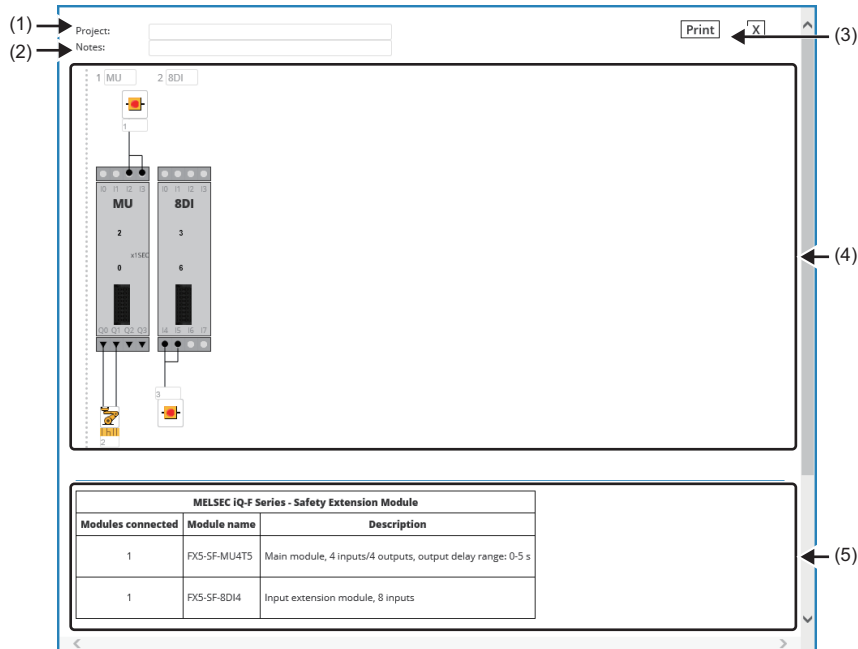 (1)
Project:
Print
X
(3)
(2)
Notes:
1 MU 2 8DI
1
I0 I1 I2 I3 I0 I1 I2 I3
MU 8DI
2 3
x1SEC
(4)
0 6
Q0 Q1 Q2 Q3 I4 I5 I6 I7
3
2
MELSEC iQ-F Series - Safety Extension Module
Modules connected Module name Description
1 FX5-SF-MU4T5 Main module, 4 inputs/4 outputs, output delay range: 0-5 s
(5)
1 FX5-SF-8DI4 Input extension module, 8 inputs